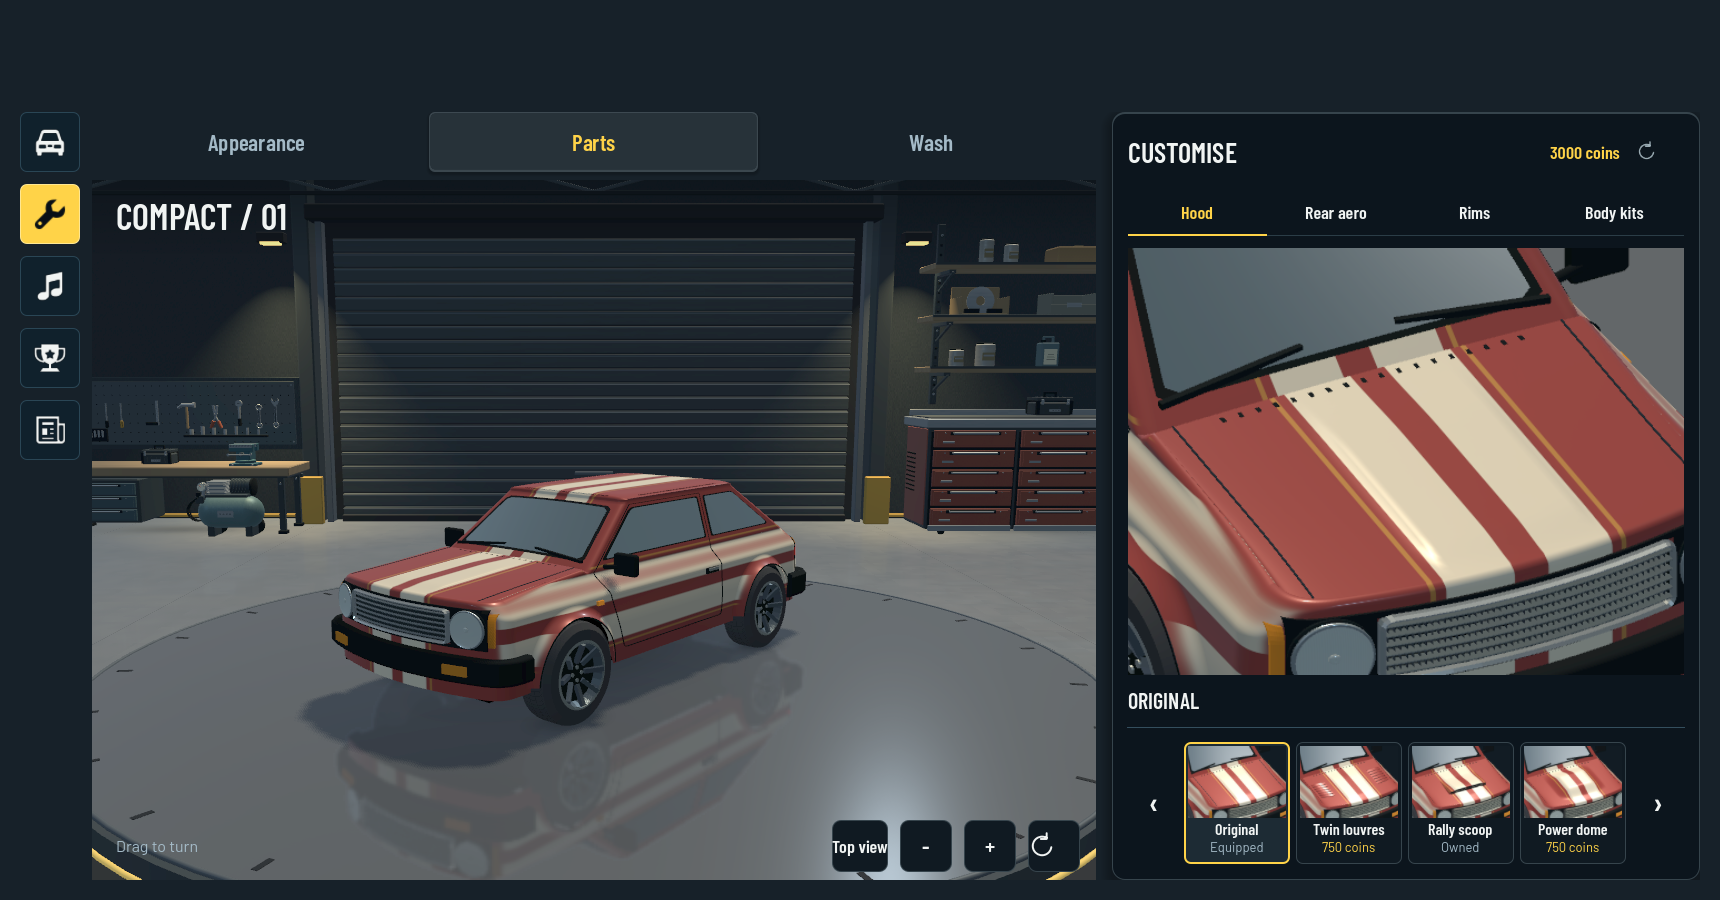 Appearance
Parts
Wash
COMPACT / 01
Drag to turn
Top view
-
+
CUSTOMISE
3000 coins
Hood
Rear aero
Rims
Body kits
ORIGINAL
‹
Original
Equipped
Twin louvres
750 coins
Rally scoop
Owned
Power dome
750 coins
›